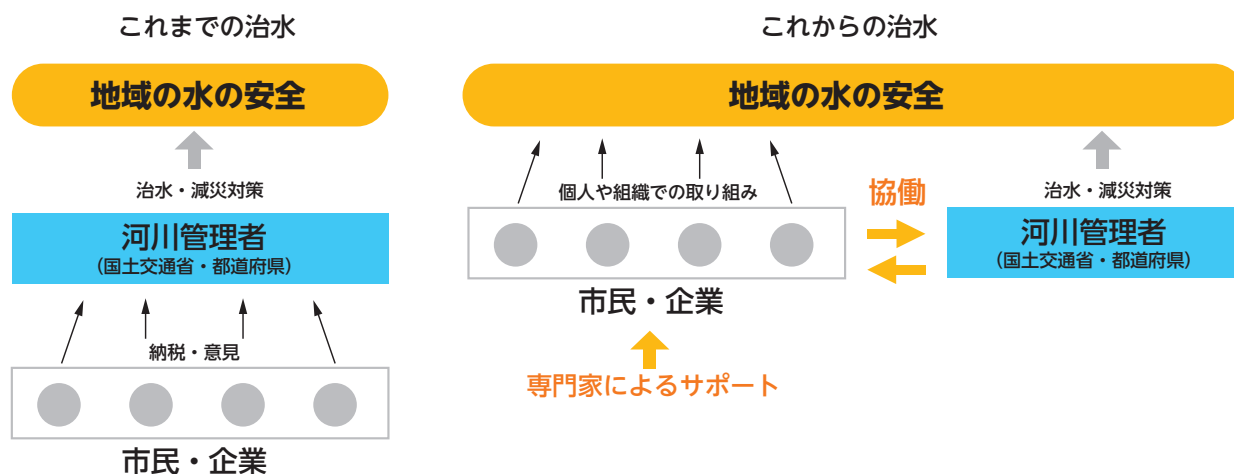 これまでの治水
地域の水の安全
治水・減災対策
河川管理者
（国土交通省・都道府県）
納税・意見
市民・企業
これからの治水
地域の水の安全
個人や組織での取り組み
市民・企業
専門家によるサポート
協働
治水・減災対策
河川管理者
（国土交通省・都道府県）